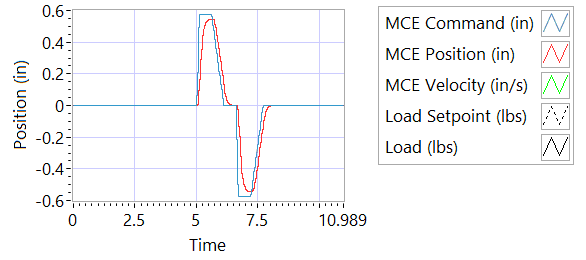 Position (in)
0.6
0.4
0.2
0
-0.2
-0.4
-0.6
0
2.5
5
7.5
10.989
Time
MCE Command (in)
MCE Position (in)
MCE Velocity (in/s)
Load Setpoint (lbs)
Load (lbs)